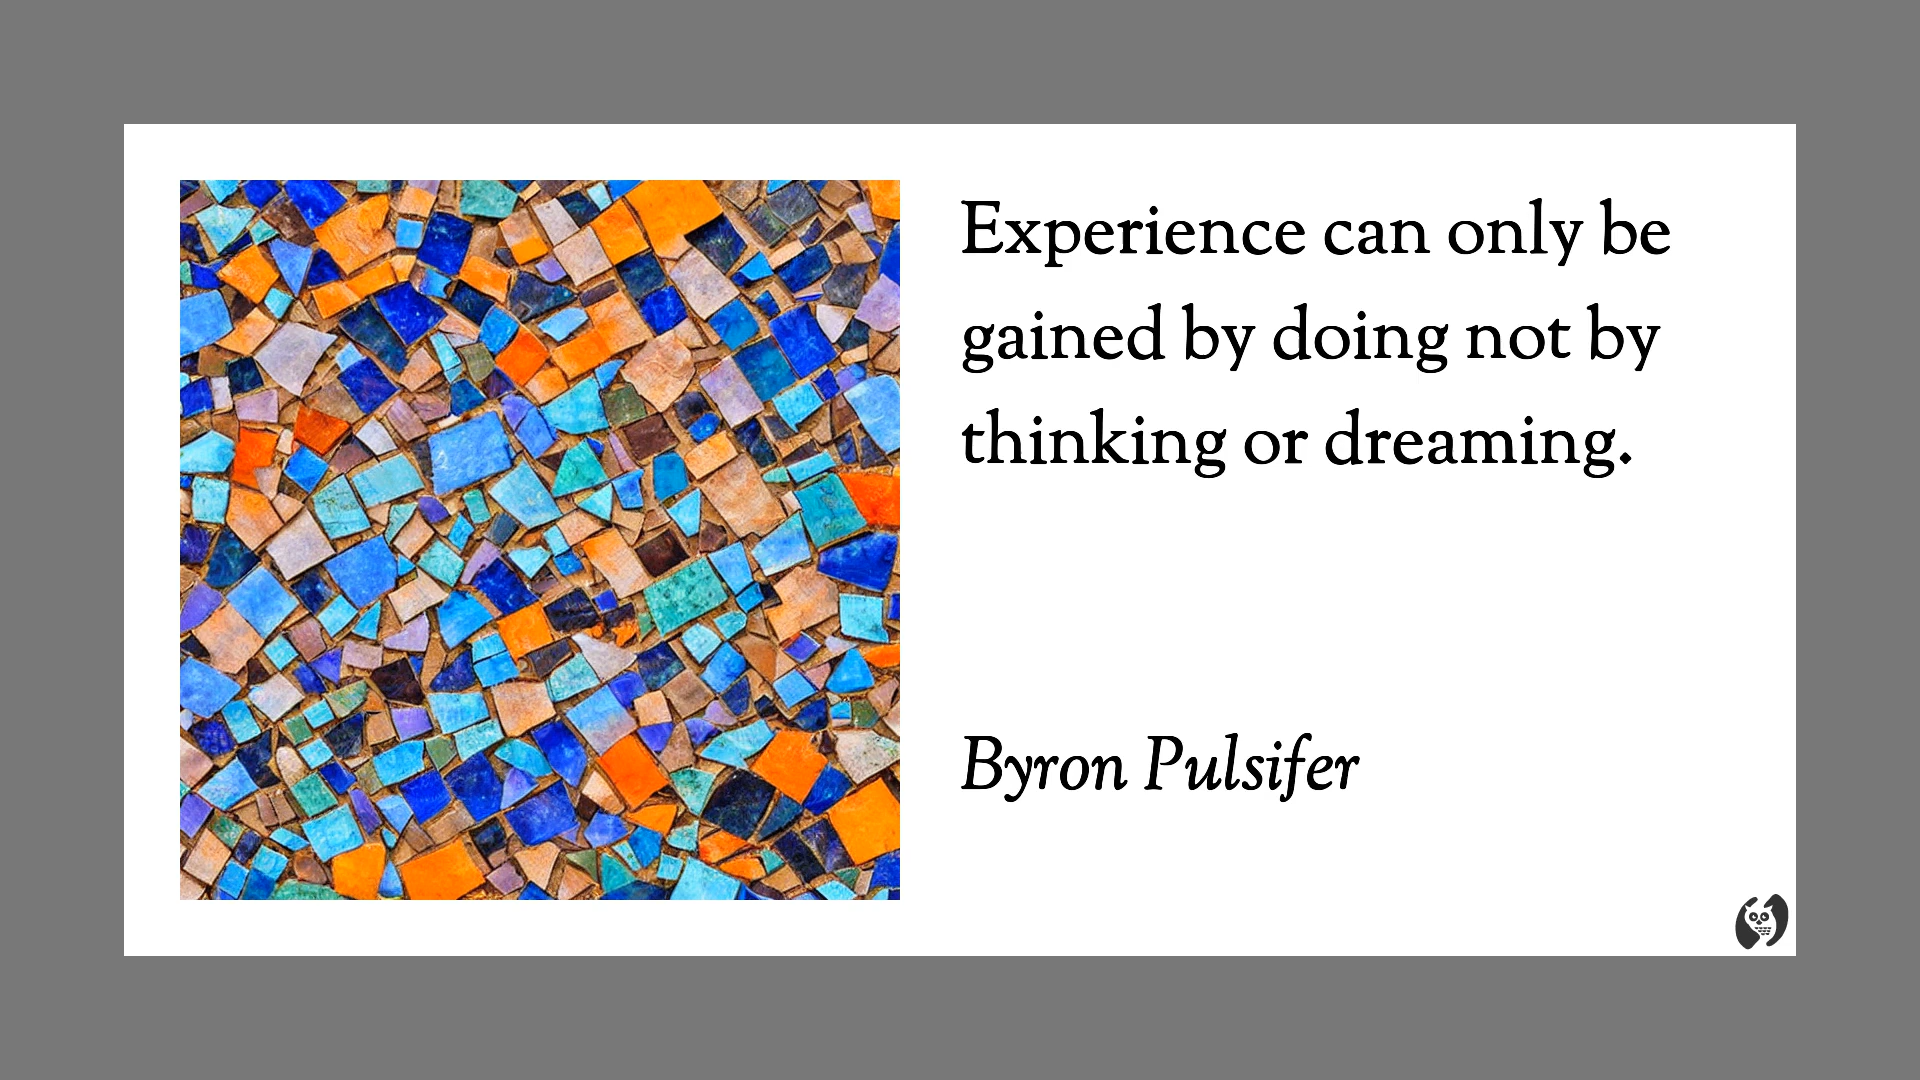 Experience can only be
gained by doing not by
thinking or dreaming.
Byron Pulsifer